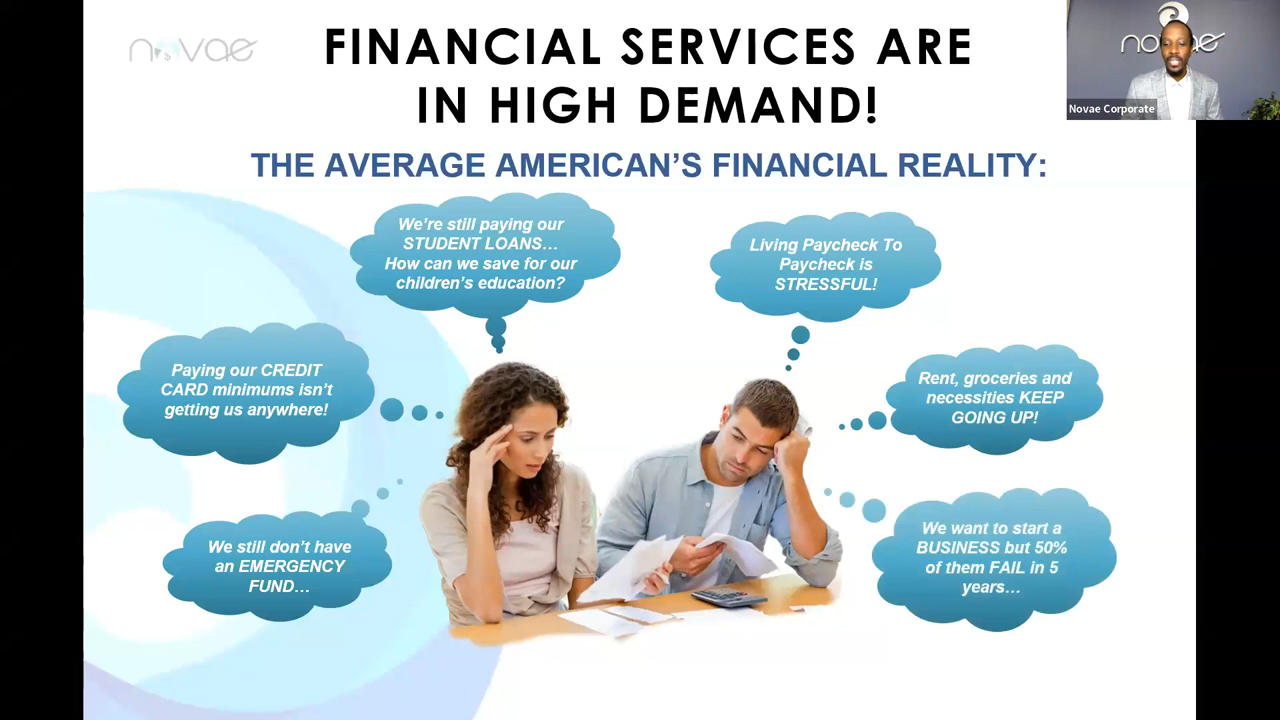 novae
FINANCIAL SERVICES ARE
IN HIGH DEMAND!
novae
Novae Corporate
THE AVERAGE AMERICAN'S FINANCIAL REALITY:
We're still paying our
STUDENT LOANS...
How can we save for our
children's education?
Living Paycheck To
Paycheck is
STRESSFUL!
Paying our CREDIT
CARD minimums isn't
getting us anywhere!
Rent, groceries and
necessities KEEP
GOING UP!
We still don't have
an EMERGENCY
FUND...
We want to start a
BUSINESS but 50%
of them FAIL in 5
years...